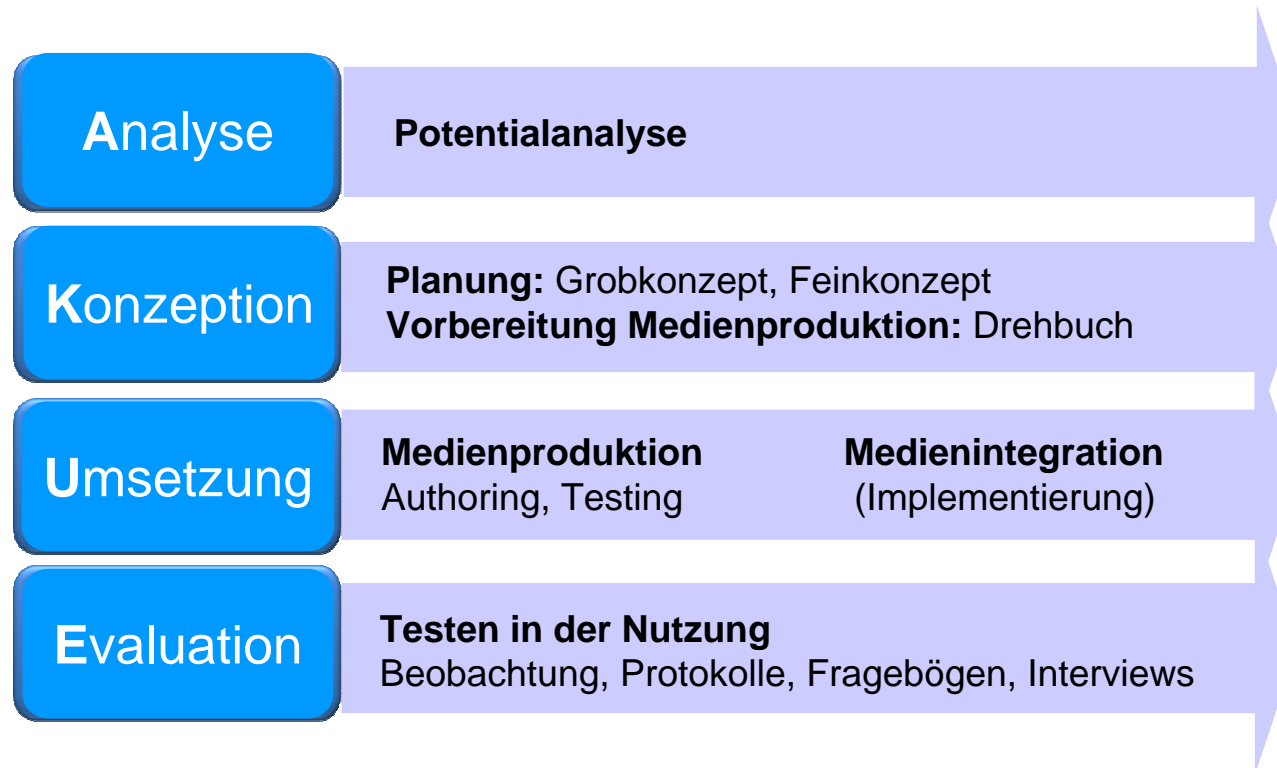 Analyse
Potentialanalyse
Konzeption
Planung: Grobkonzept, Feinkonzept
Vorbereitung Medienproduktion: Drehbuch
Umsetzung
Medienproduktion Medienintegration
Authoring, Testing (Implementierung)
Evaluation
Testen in der Nutzung
Beobachtung, Protokolle, Fragebögen, Interviews